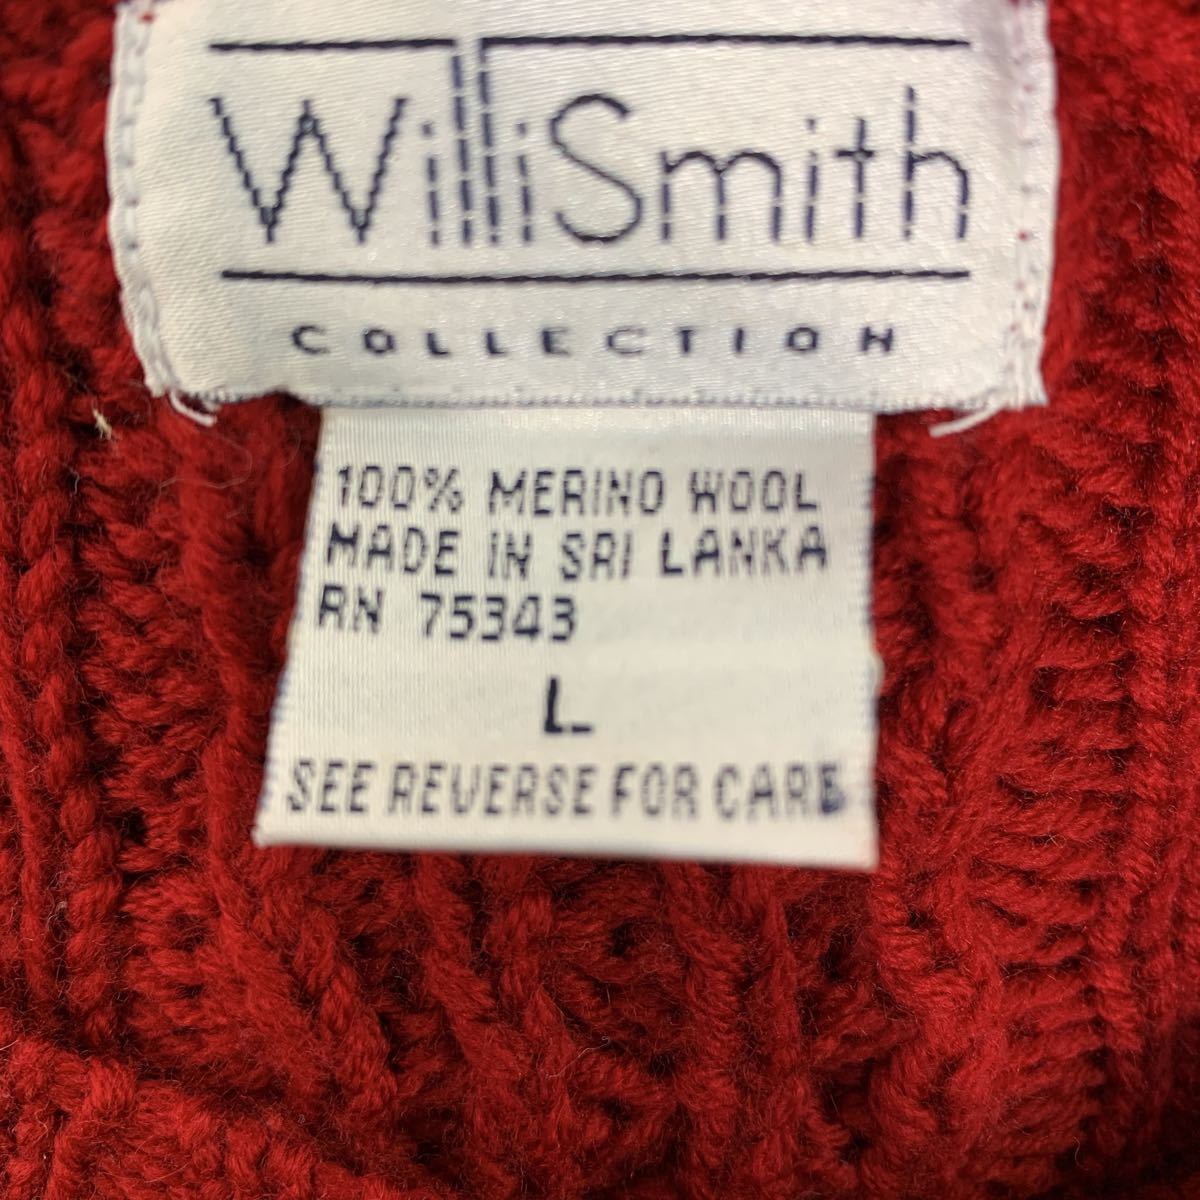 WilliSmith
COLLECTION
100% MERINO WOOL
MADE IN SRI LANKA
RN 75343
L
SEE REVERSE FOR CARE